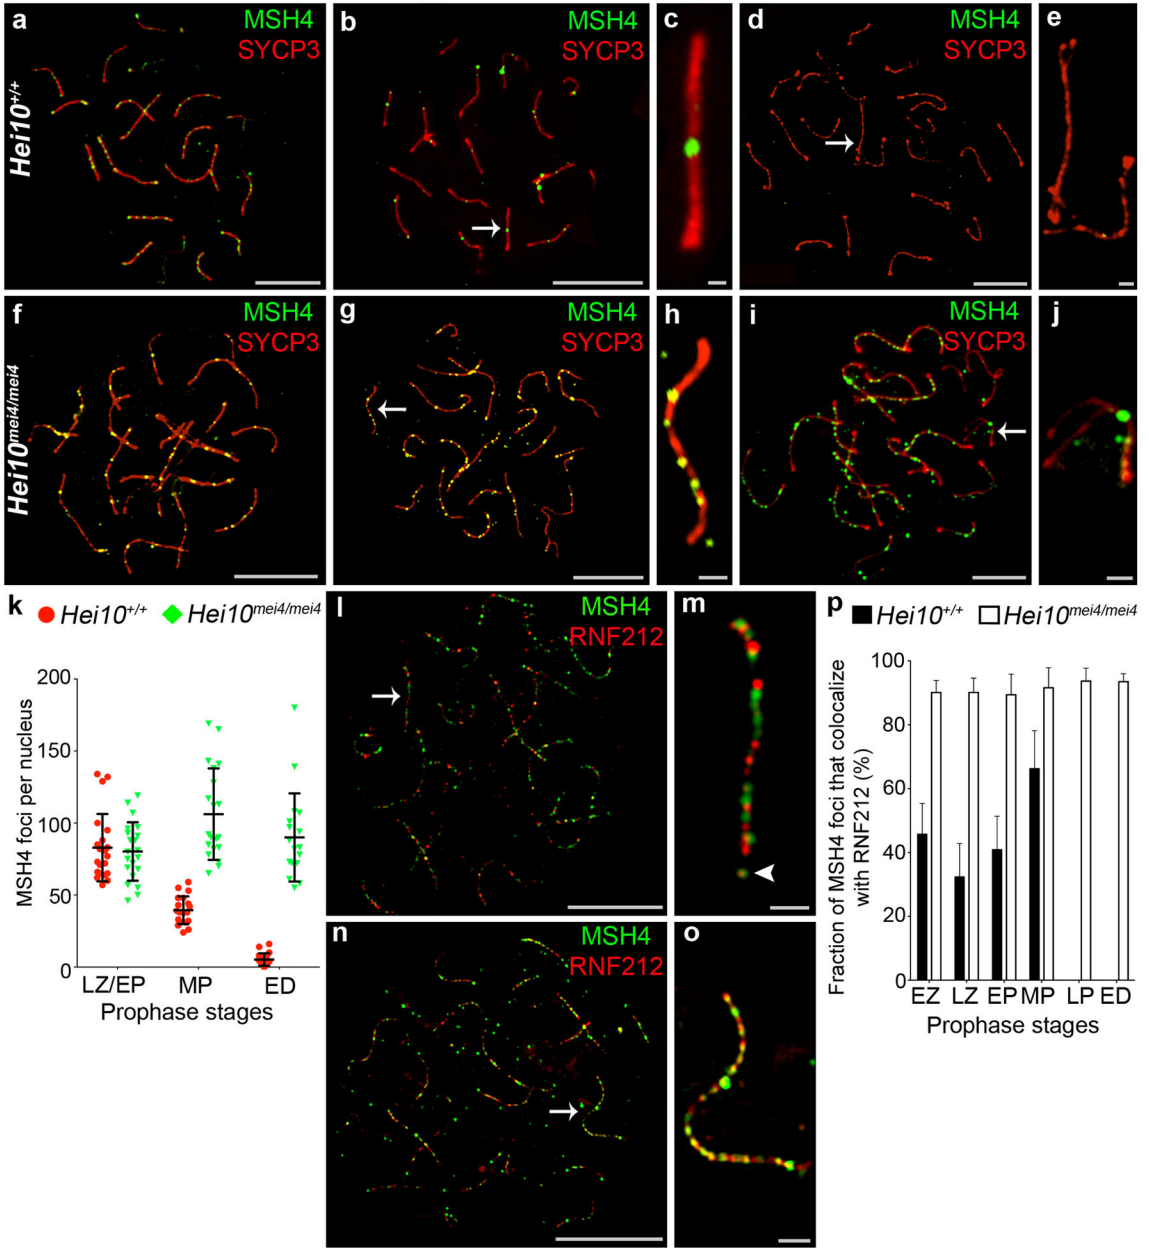 a
MSH4
SYCP3
b
MSH4
SYCP3
c
d
MSH4
SYCP3
e
Hei10+/+
f
MSH4
SYCP3
g
MSH4
SYCP3
h
i
MSH4
SYCP3
j
Hei10mei4/mei4
k
Hei10+/+
Hei10mei4/mei4
MSH4 foci per nucleus
200
150
100
50
0
LZ/EP
MP
ED
Prophase stages
l
MSH4
RNF212
m
n
MSH4
RNF212
o
p
Hei10+/+
Hei10mei4/mei4
Fraction of MSH4 foci that colocalize
with RNF212 (%)
100
80
60
40
20
0
EZ
LZ
EP
MP
LP
ED
Prophase stages